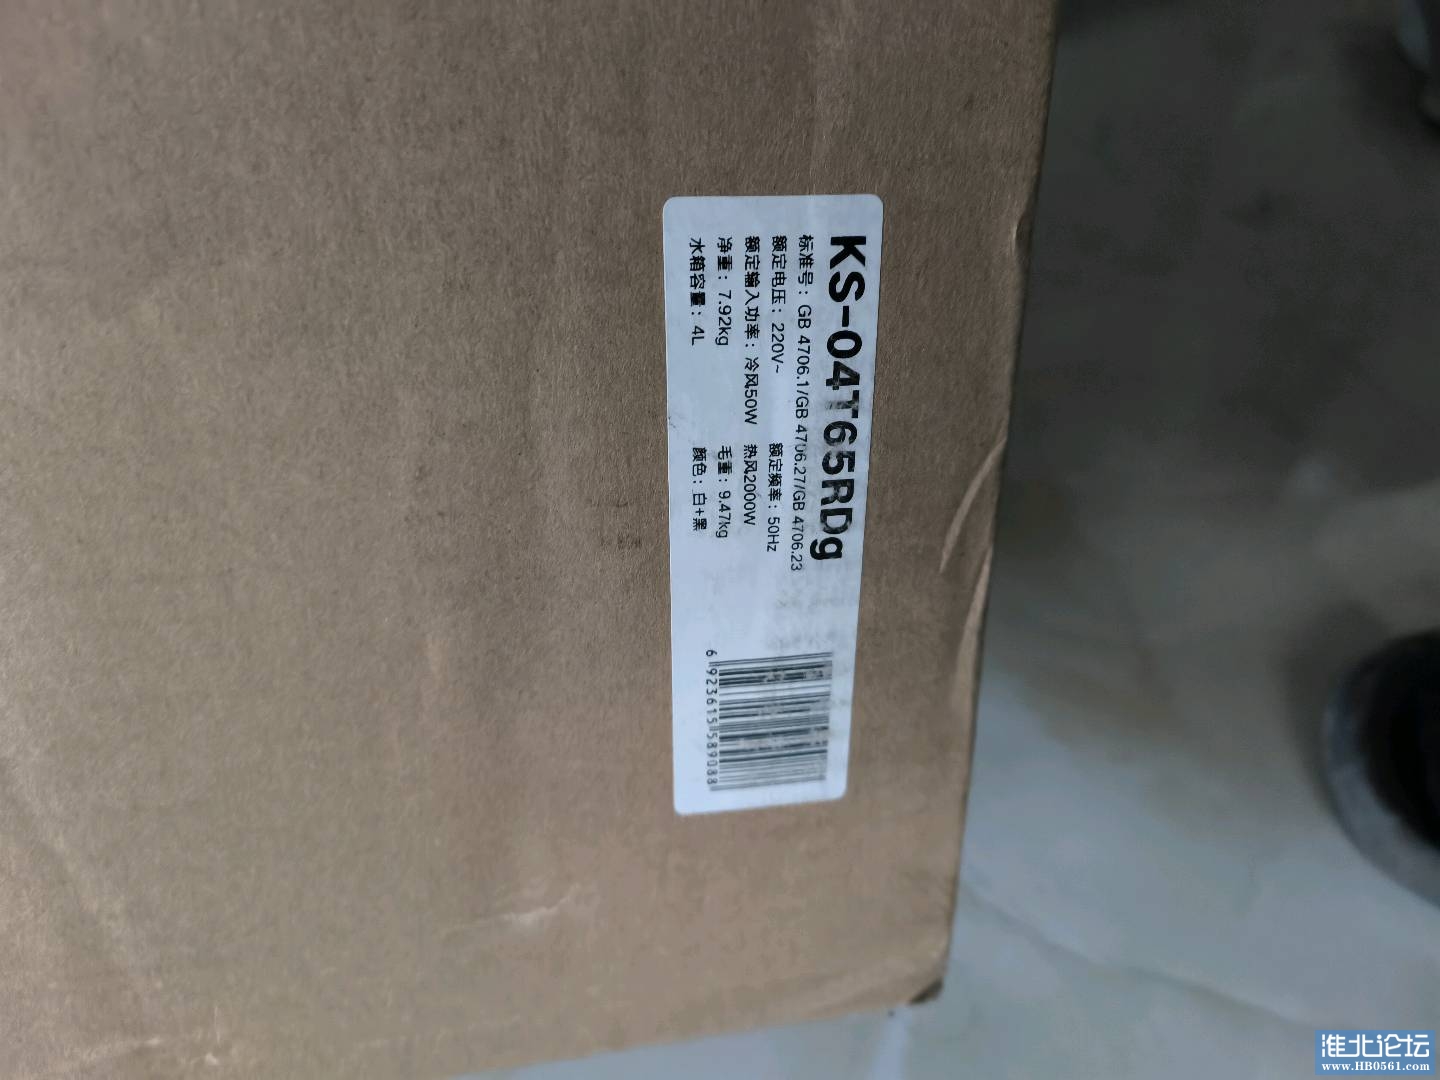 KS-04T65RDg
标准号：GB 4706.1/GB 4706.27/GB 4706.23
额定电压：220V~ 额定频率：50Hz
额定输入功率：冷风50W 热风2000W
净重：7.92kg 毛重：9.47kg
水箱容量：4L 颜色：白+黑
6 923615 589088
淮北论坛
www.HB0561.com